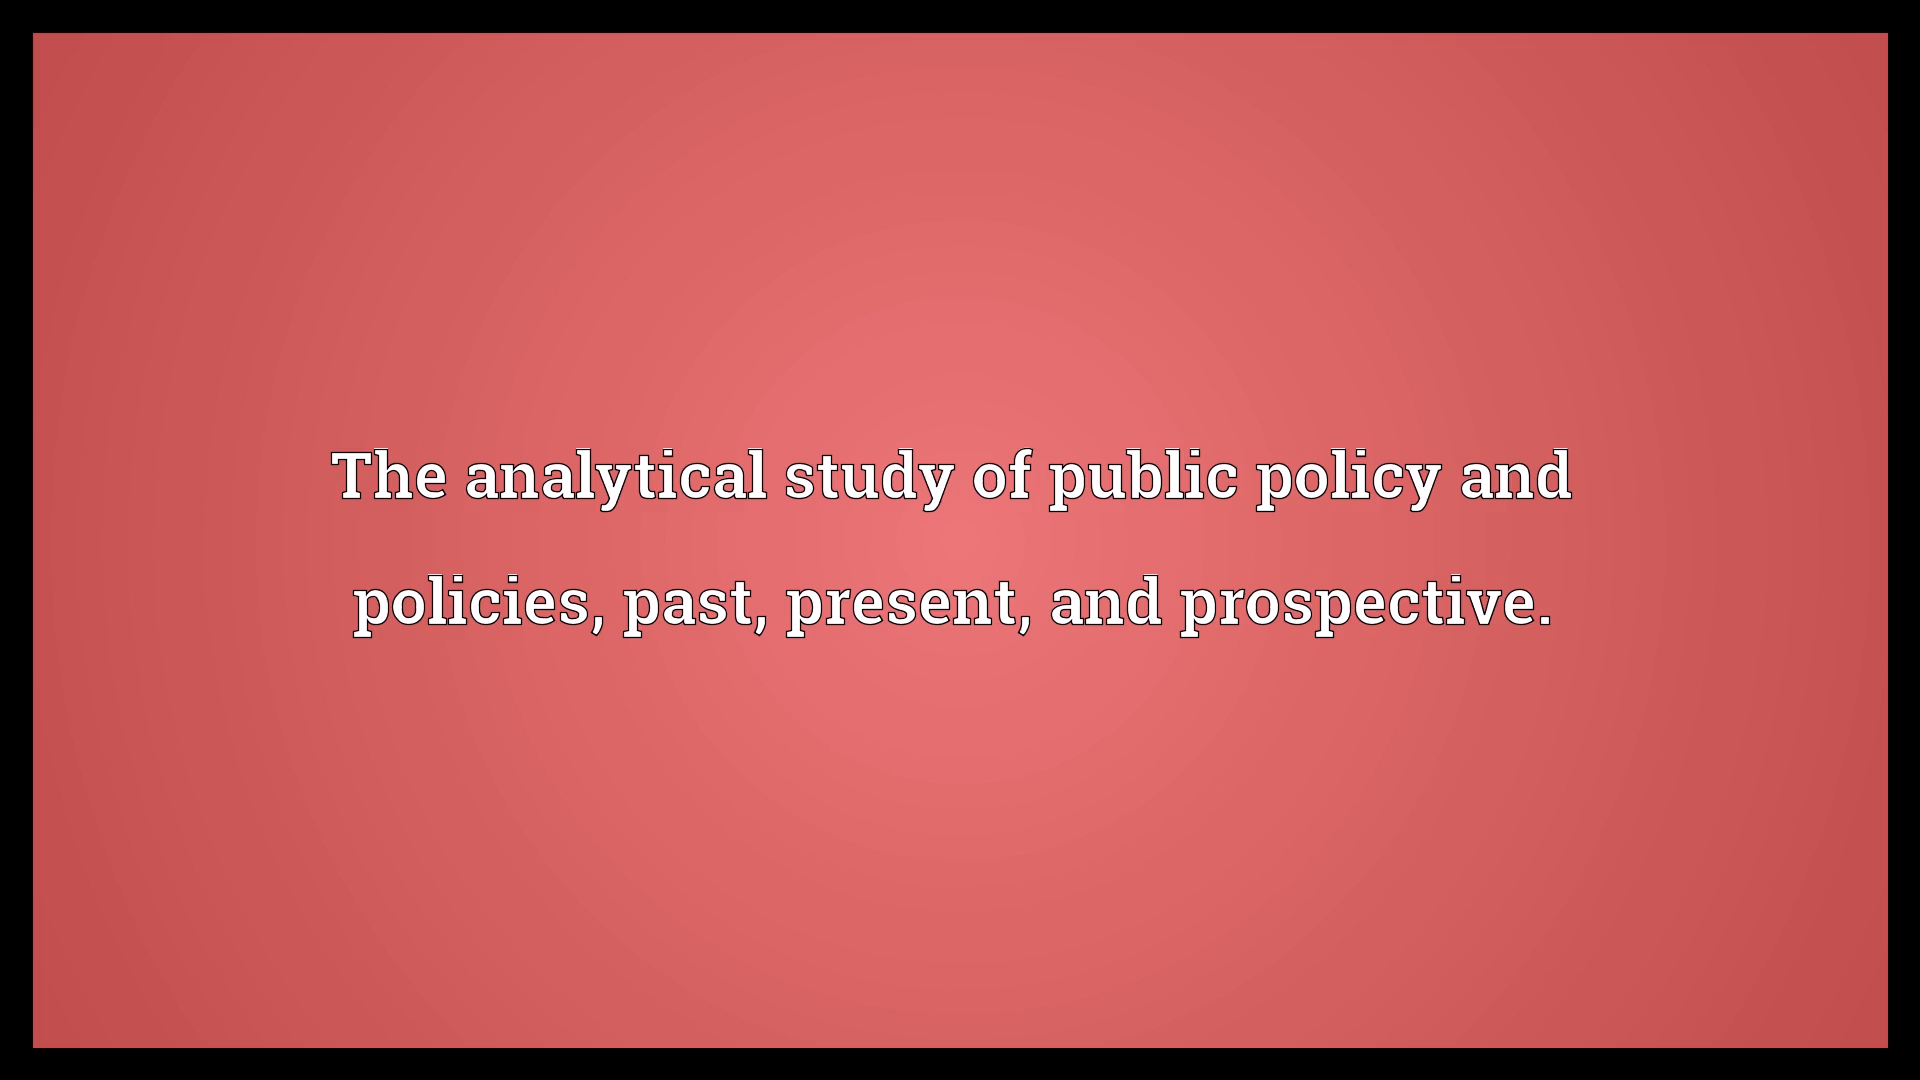 The analytical study of public policy and
policies, past, present, and prospective.